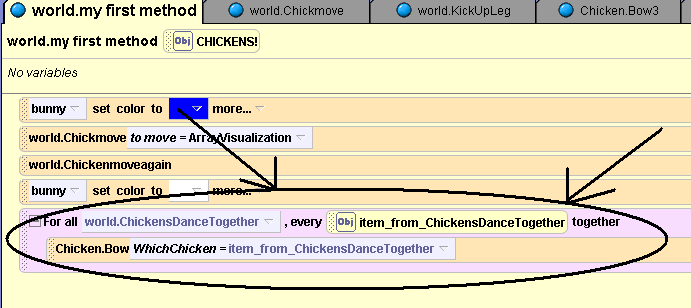 world.my first method world.Chickmove world.KickUpLeg Chicken.Bow3
world.my first method Obj CHICKENS!
No variables
bunny set color to more...
world.Chickmove to move = ArrayVisualization
world.Chickenmoveagain
bunny set color to more...
For all world.ChickensDanceTogether , every Obj item_from_ChickensDanceTogether together
Chicken.Bow WhichChicken = item_from_ChickensDanceTogether